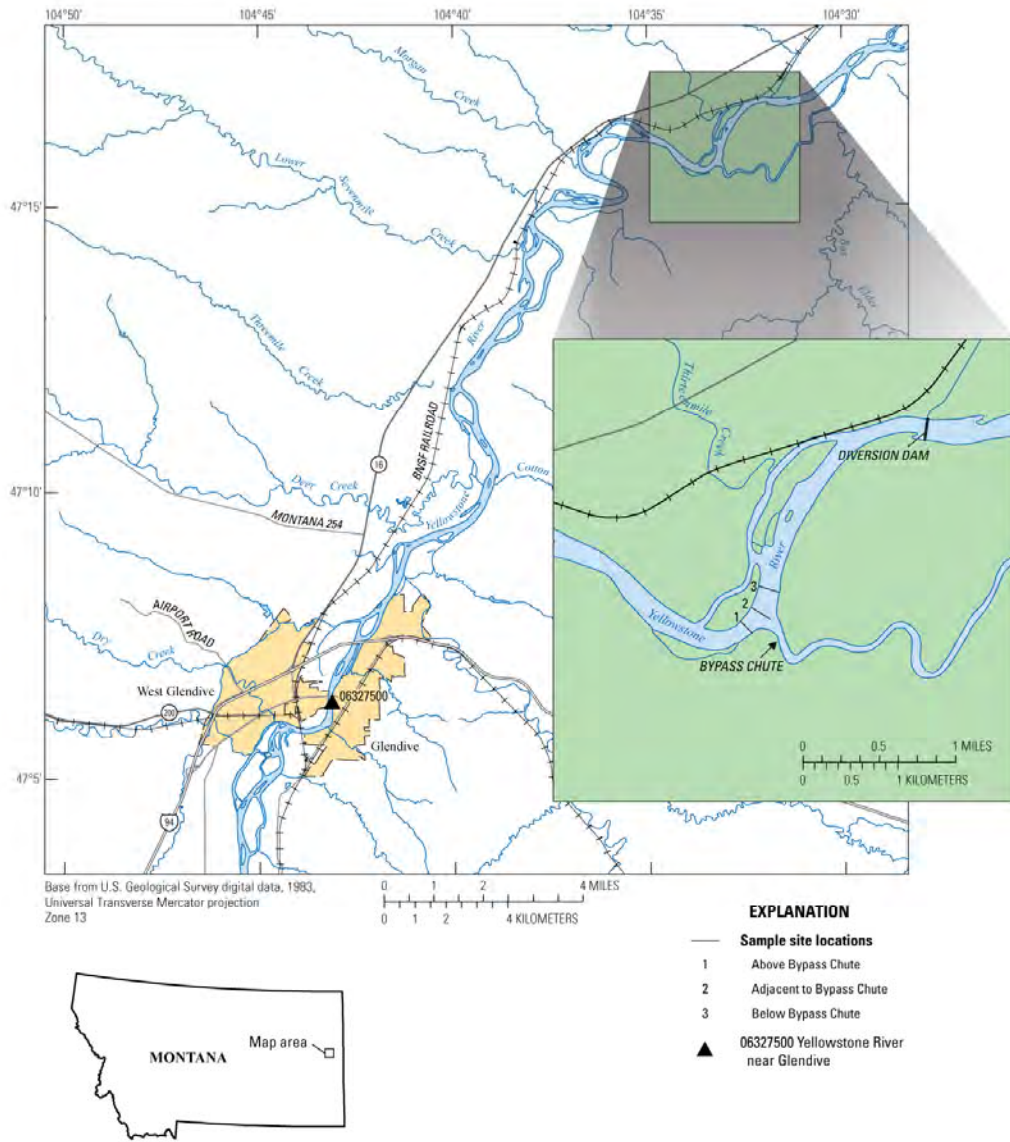 104°50'
104°45'
104°40'
104°35'
104°30'
Morgan
Creek
Lower
Sevenmile
Creek
47°15'
Box
Elder
Threemile
Creek
River
BNSF RAILROAD
16
Thirteenmile
Creek
DIVERSION DAM
47°10'
Deer Creek
Cotton
MONTANA 254
Yellowstone
River
3
2
1
Yellowstone
AIRPORT ROAD
BYPASS CHUTE
Dry
Creek
West Glendive
06327500
200
Glendive
0 0.5 1 MILES
0 0.5 1 KILOMETERS
47°5'
94
Base from U.S. Geological Survey digital data, 1983,
Universal Transverse Mercator projection
Zone 13
0 1 2 4 MILES
0 1 2 4 KILOMETERS
EXPLANATION
Sample site locations
1 Above Bypass Chute
2 Adjacent to Bypass Chute
3 Below Bypass Chute
06327500 Yellowstone River
near Glendive
Map area
MONTANA